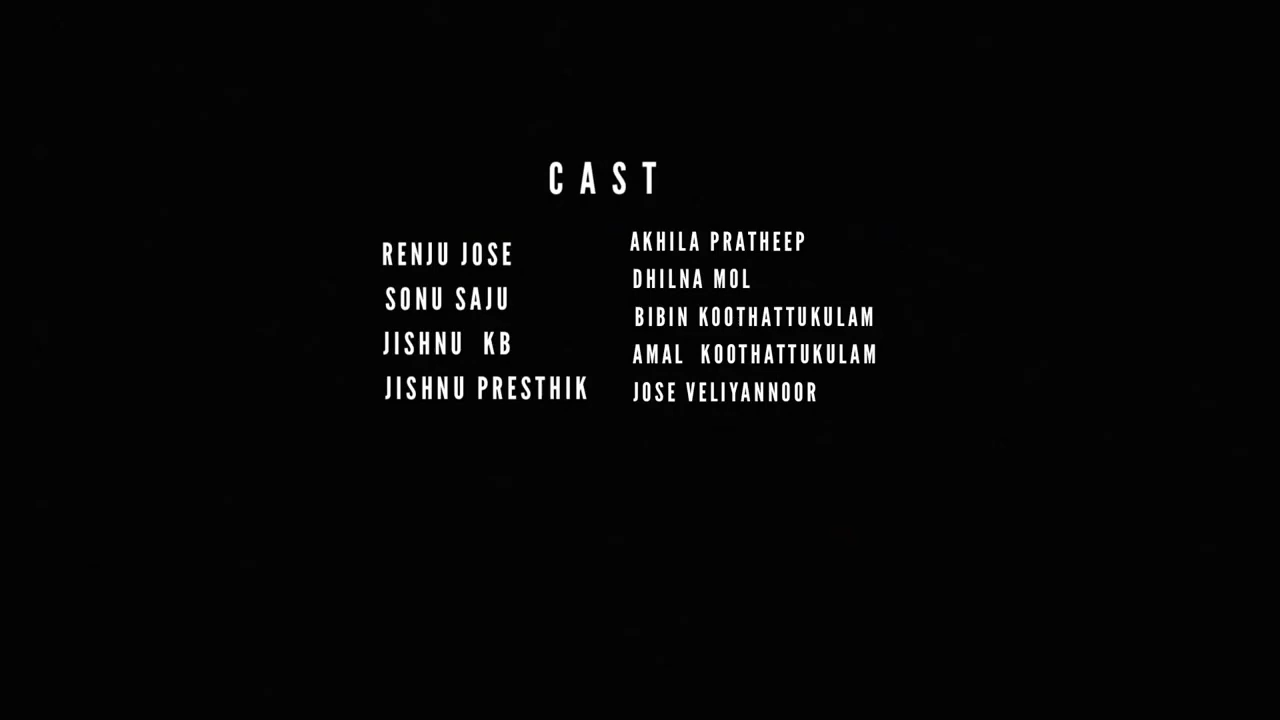 CAST
RENJU JOSE
SONU SAJU
JISHNU KB
JISHNU PRESTHIK
AKHILA PRATHEEP
DHILNA MOL
BIBIN KOOTHATTUKULAM
AMAL KOOTHATTUKULAM
JOSE VELIYANNOOR